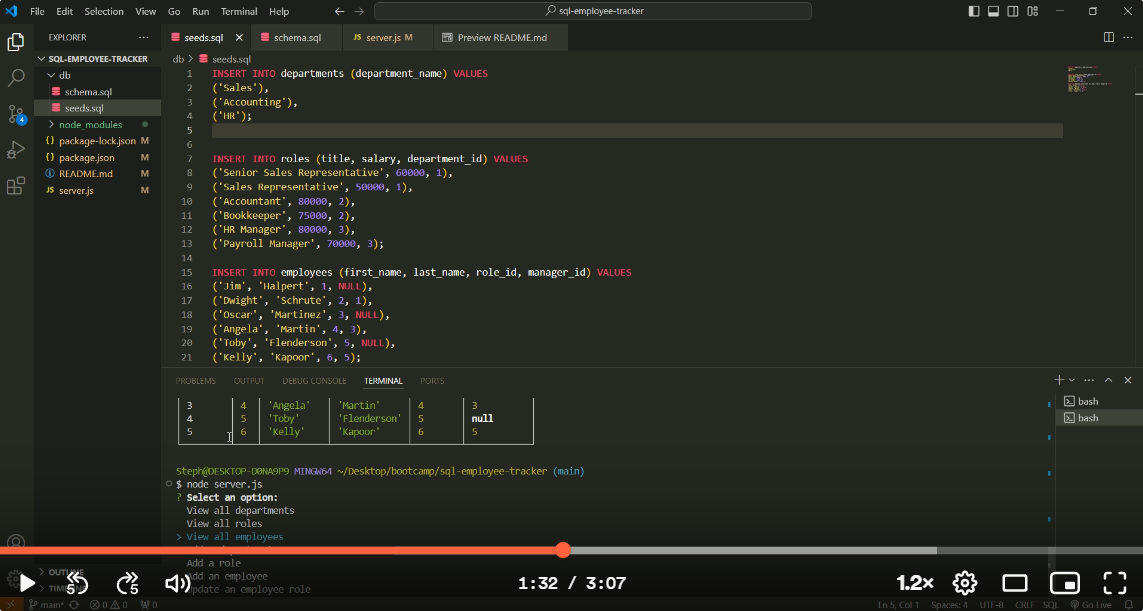 File Edit Selection View Go Run Terminal Help
sql-employee-tracker
EXPLORER
seeds.sql
schema.sql
JS server.js M
Preview README.md
SQL-EMPLOYEE-TRACKER
db
schema.sql
seeds.sql
node_modules
{} package-lock.json M
{} package.json M
README.md M
JS server.js M
4
db > seeds.sql
1 INSERT INTO departments (department_name) VALUES
2 ('Sales'),
3 ('Accounting'),
4 ('HR');
5
6
7 INSERT INTO roles (title, salary, department_id) VALUES
8 ('Senior Sales Representative', 60000, 1),
9 ('Sales Representative', 50000, 1),
10 ('Accountant', 80000, 2),
11 ('Bookkeeper', 75000, 2),
12 ('HR Manager', 80000, 3),
13 ('Payroll Manager', 70000, 3);
14
15 INSERT INTO employees (first_name, last_name, role_id, manager_id) VALUES
16 ('Jim', 'Halpert', 1, NULL),
17 ('Dwight', 'Schrute', 2, 1),
18 ('Oscar', 'Martinez', 3, NULL),
19 ('Angela', 'Martin', 4, 3),
20 ('Toby', 'Flenderson', 5, NULL),
21 ('Kelly', 'Kapoor', 6, 5);
PROBLEMS OUTPUT DEBUG CONSOLE TERMINAL PORTS
3 4 'Angela' 'Martin' 4 3
4 5 'Toby' 'Flenderson' 5 null
5 6 'Kelly' 'Kapoor' 6 5
bash
bash
Steph@DESKTOP-D0NA9P9 MINGW64 ~/Desktop/bootcamp/sql-employee-tracker (main)
$ node server.js
? Select an option:
View all departments
View all roles
> View all employees
Add a role
Add an employee
Update an employee role
OUTLINE
5 5
1:32 / 3:07
1.2×
main* 0 0 0
Ln 5, Col 1 Spaces: 4 UTF-8 CRLF SQL Go Live